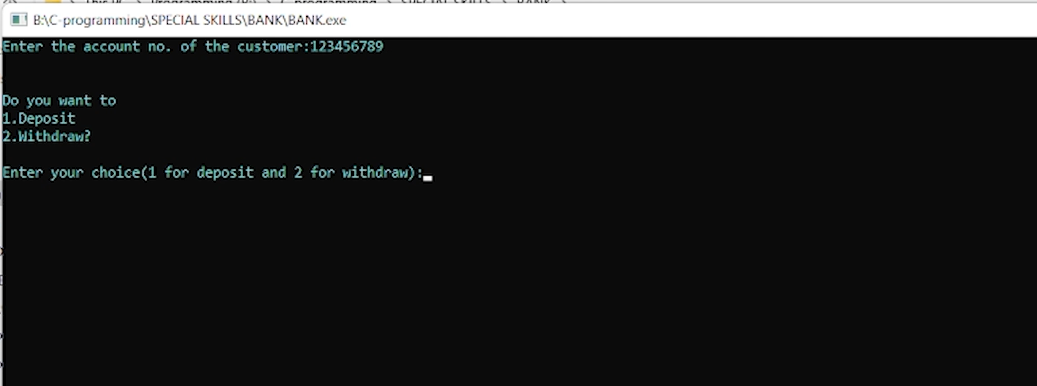 B:\C-programming\SPECIAL SKILLS\BANK\BANK.exe
Enter the account no. of the customer:123456789
Do you want to
1.Deposit
2.Withdraw?
Enter your choice(1 for deposit and 2 for withdraw):